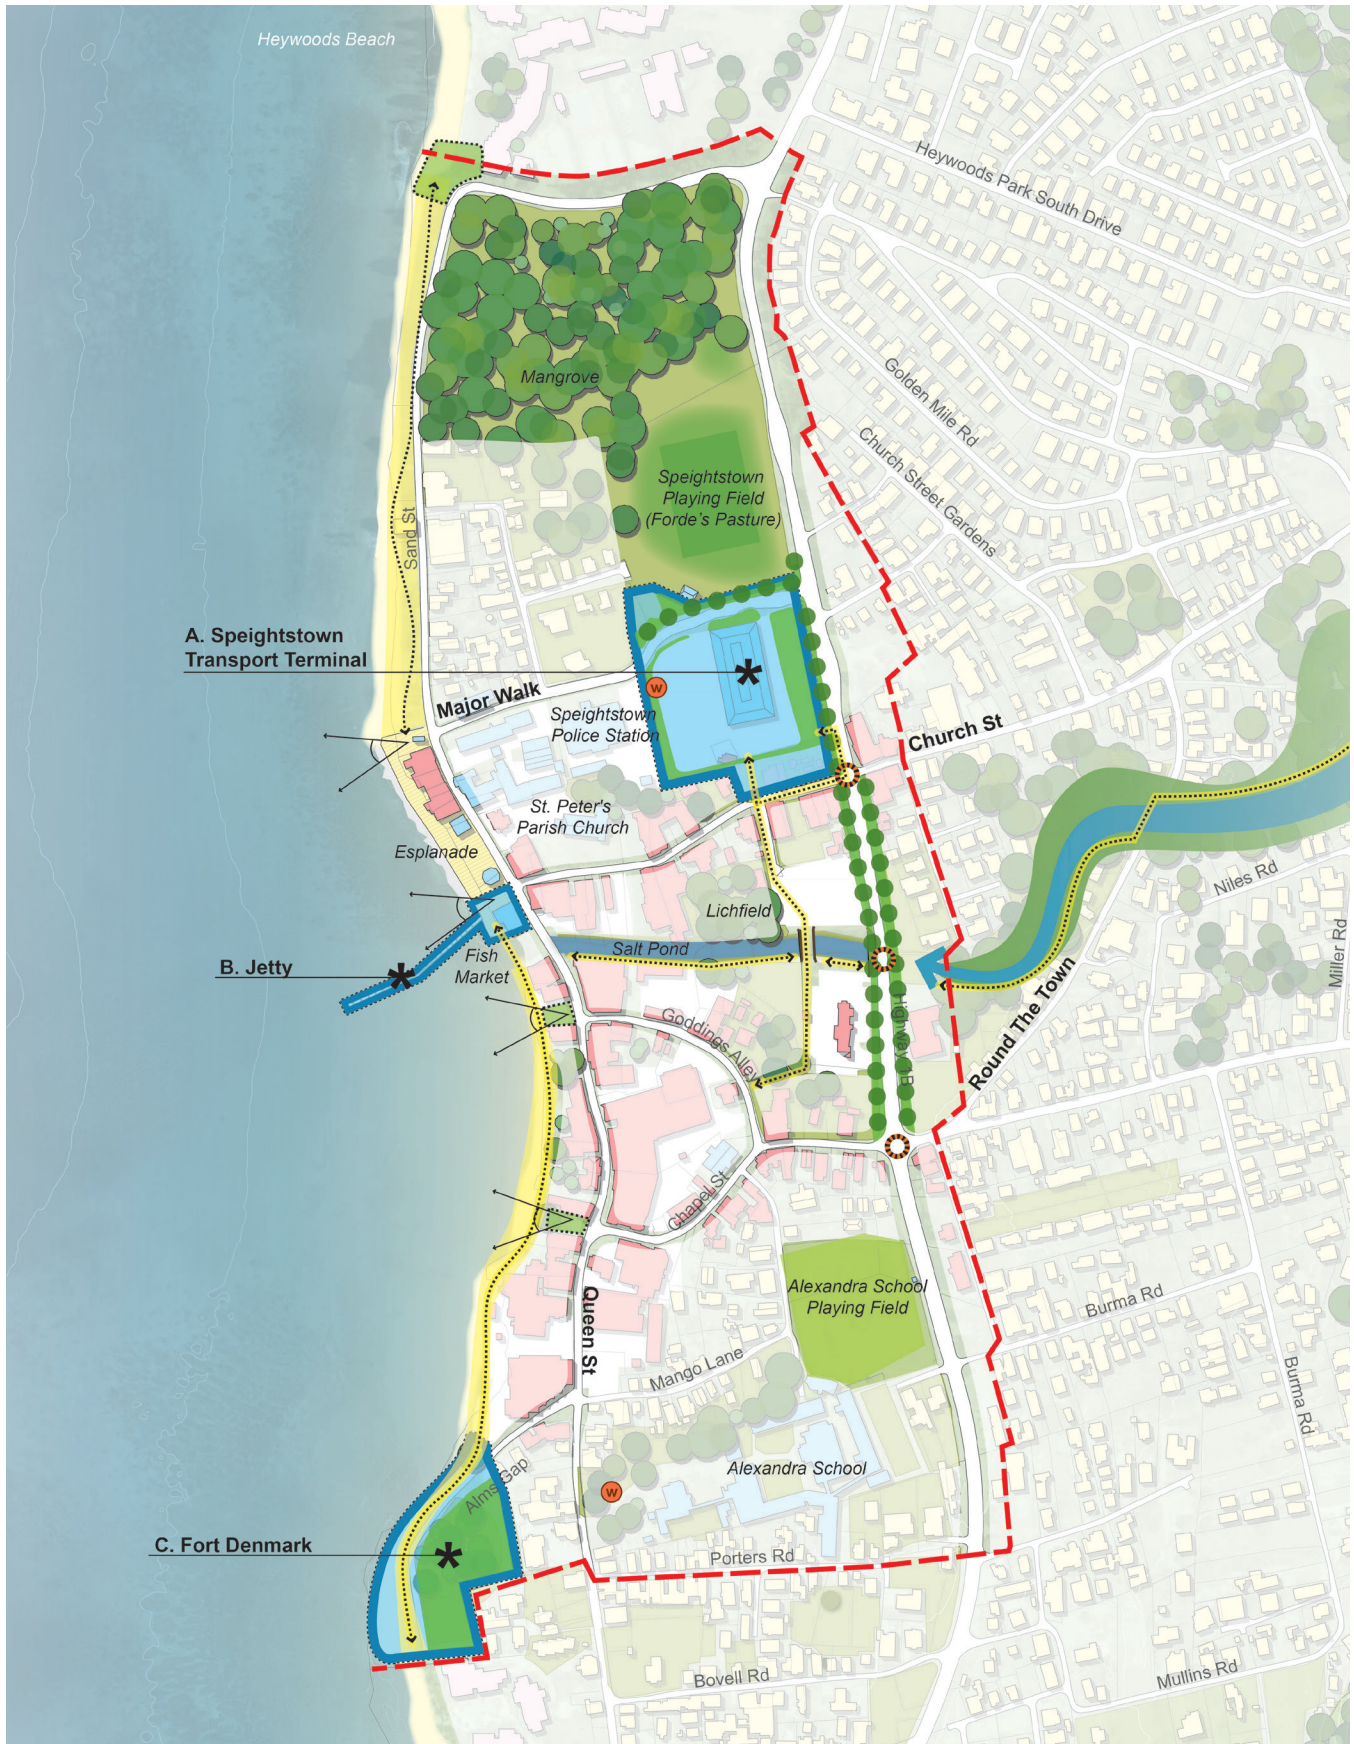 Heywoods Beach
Heywoods Park South Drive
Mangrove
Golden Mile Rd
Church Street Gardens
Speightstown
Playing Field
(Forde's Pasture)
Sand St
A. Speightstown
Transport Terminal
Major Walk
W
Speightstown
Police Station
Church St
St. Peter's
Parish Church
Esplanade
Niles Rd
Lichfield
Salt Pond
Fish
Market
B. Jetty
Miller Rd
Round The Town
Highway 1B
Goddings Alley
Chapel St
Alexandra School
Playing Field
Burma Rd
Queen St
Mango Lane
Burma Rd
Alexandra School
Alms Gap
W
C. Fort Denmark
Porters Rd
Bovell Rd
Mullins Rd